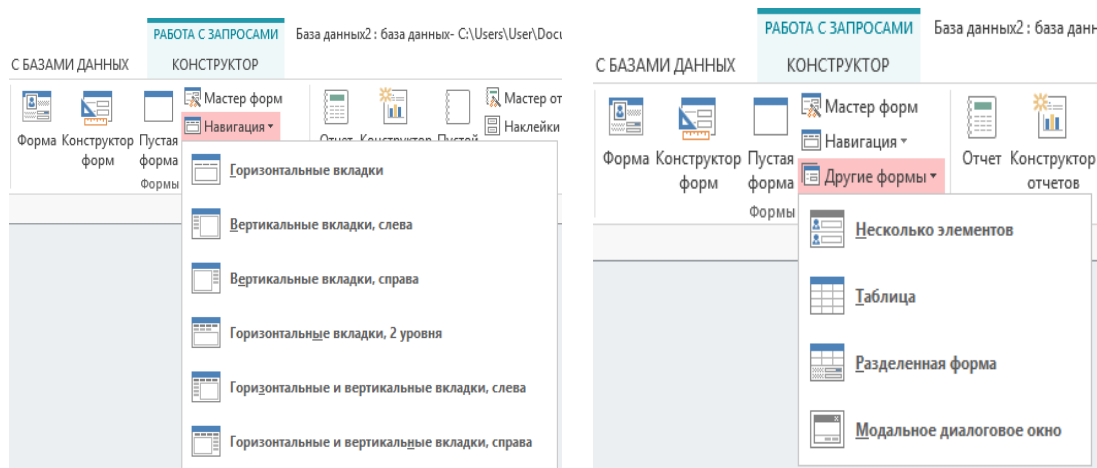 РАБОТА С ЗАПРОСАМИ База данных2 : база данных- C:\Users\User\Docu
С БАЗАМИ ДАННЫХ КОНСТРУКТОР
Форма
Конструктор форм
Пустая форма
Мастер форм
Навигация
Формы
Отчет Конструктор Пустой
Мастер от
Наклейки
Горизонтальные вкладки
Вертикальные вкладки, слева
Вертикальные вкладки, справа
Горизонтальные вкладки, 2 уровня
Горизонтальные и вертикальные вкладки, слева
Горизонтальные и вертикальные вкладки, справа
РАБОТА С ЗАПРОСАМИ База данных2 : база данн
С БАЗАМИ ДАННЫХ КОНСТРУКТОР
Форма
Конструктор форм
Пустая форма
Мастер форм
Навигация
Другие формы
Формы
Отчет
Конструктор отчетов
Несколько элементов
Таблица
Разделенная форма
Модальное диалоговое окно